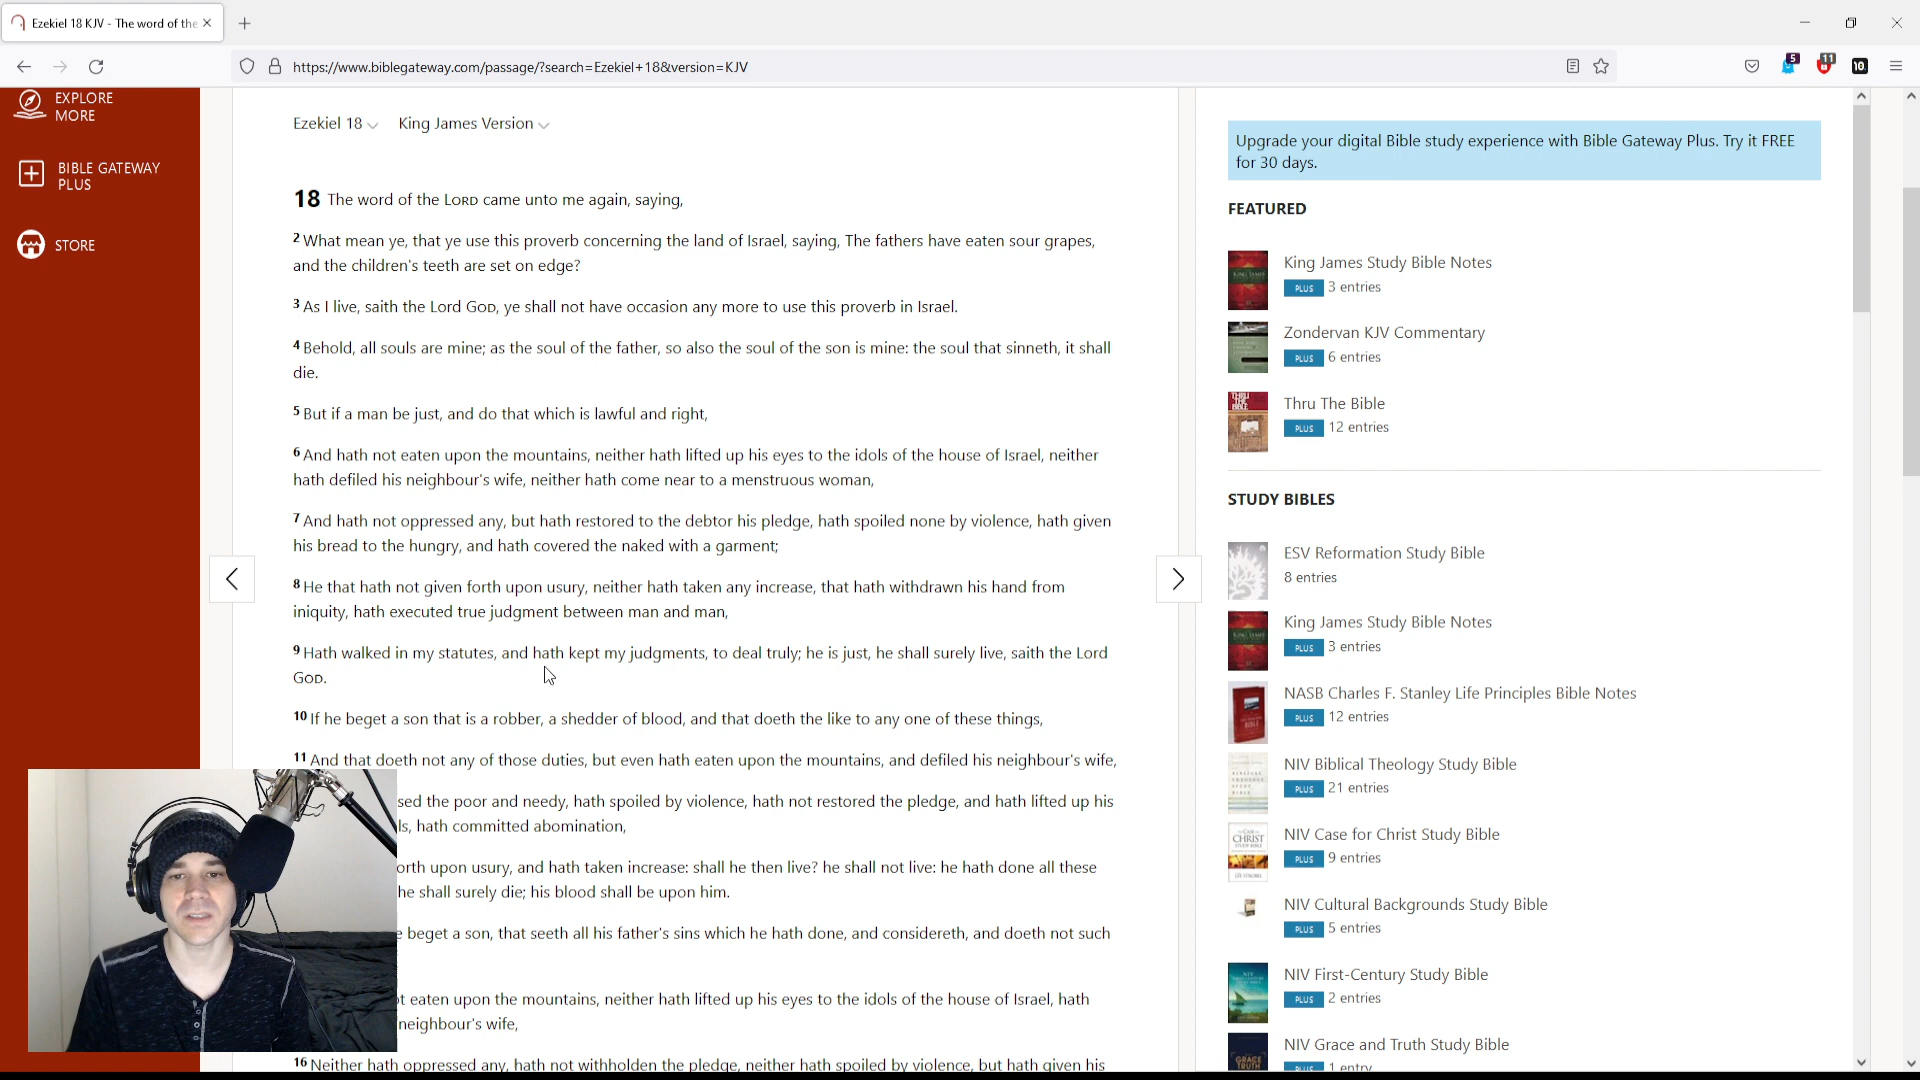 Ezekiel 18 KJV - The word of the
https://www.biblegateway.com/passage/?search=Ezekiel+18&version=KJV
5
11
10.
EXPLORE
MORE
BIBLE GATEWAY
PLUS
STORE
Ezekiel 18 King James Version
18 The word of the LORD came unto me again, saying,
2 What mean ye, that ye use this proverb concerning the land of Israel, saying, The fathers have eaten sour grapes,
and the children's teeth are set on edge?
3 As I live, saith the Lord GOD, ye shall not have occasion any more to use this proverb in Israel.
4 Behold, all souls are mine; as the soul of the father, so also the soul of the son is mine: the soul that sinneth, it shall
die.
5 But if a man be just, and do that which is lawful and right,
6 And hath not eaten upon the mountains, neither hath lifted up his eyes to the idols of the house of Israel, neither
hath defiled his neighbour's wife, neither hath come near to a menstruous woman,
7 And hath not oppressed any, but hath restored to the debtor his pledge, hath spoiled none by violence, hath given
his bread to the hungry, and hath covered the naked with a garment;
8 He that hath not given forth upon usury, neither hath taken any increase, that hath withdrawn his hand from
iniquity, hath executed true judgment between man and man,
9 Hath walked in my statutes, and hath kept my judgments, to deal truly; he is just, he shall surely live, saith the Lord
GOD.
10 If he beget a son that is a robber, a shedder of blood, and that doeth the like to any one of these things,
11 And that doeth not any of those duties, but even hath eaten upon the mountains, and defiled his neighbour's wife,
sed the poor and needy, hath spoiled by violence, hath not restored the pledge, and hath lifted up his
ls, hath committed abomination,
orth upon usury, and hath taken increase: shall he then live? he shall not live: he hath done all these
he shall surely die; his blood shall be upon him.
e beget a son, that seeth all his father's sins which he hath done, and considereth, and doeth not such
t eaten upon the mountains, neither hath lifted up his eyes to the idols of the house of Israel, hath
neighbour's wife,
16 Neither hath oppressed any, hath not withholden the pledge, neither hath spoiled by violence, but hath given his
Upgrade your digital Bible study experience with Bible Gateway Plus. Try it FREE
for 30 days.
FEATURED
King James Study Bible Notes
PLUS 3 entries
Zondervan KJV Commentary
PLUS 6 entries
Thru The Bible
PLUS 12 entries
STUDY BIBLES
ESV Reformation Study Bible
8 entries
King James Study Bible Notes
PLUS 3 entries
NASB Charles F. Stanley Life Principles Bible Notes
PLUS 12 entries
NIV Biblical Theology Study Bible
PLUS 21 entries
NIV Case for Christ Study Bible
PLUS 9 entries
NIV Cultural Backgrounds Study Bible
PLUS 5 entries
NIV First-Century Study Bible
PLUS 2 entries
NIV Grace and Truth Study Bible
PLUS 1 entry